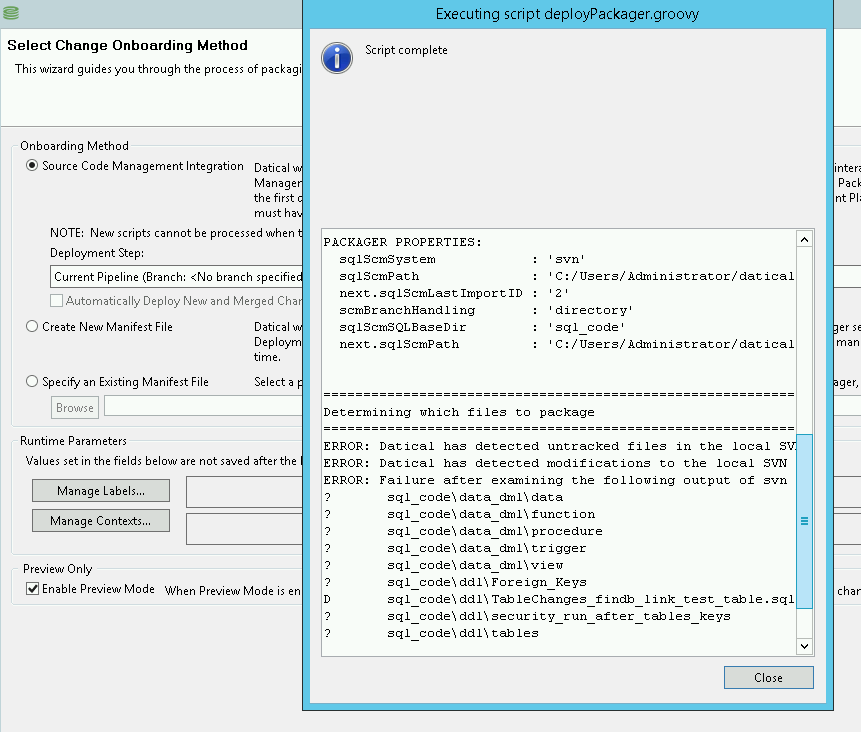 Executing script deployPackager.groovy
Select Change Onboarding Method
This wizard guides you through the process of packagi
Script complete
Onboarding Method
Source Code Management Integration
Datical w
Managem
the first c
must hav
intera
Pack
nt Pla
NOTE: New scripts cannot be processed when t
Deployment Step:
Current Pipeline (Branch: <No branch specified
Automatically Deploy New and Merged Chan
Create New Manifest File
Datical w
Deploym
time.
ger se
man
Specify an Existing Manifest File
Select a p
ager,
Browse
Runtime Parameters
Values set in the fields below are not saved after the l
Manage Labels...
Manage Contexts...
Preview Only
Enable Preview Mode
When Preview Mode is en
chan
PACKAGER PROPERTIES:
sqlScmSystem : 'svn'
sqlScmPath : 'C:/Users/Administrator/datical
next.sqlScmLastImportID : '2'
scmBranchHandling : 'directory'
sqlScmSQLBaseDir : 'sql_code'
next.sqlScmPath : 'C:/Users/Administrator/datical
================================================================
Determining which files to package
================================================================
ERROR: Datical has detected untracked files in the local SV
ERROR: Datical has detected modifications to the local SVN
ERROR: Failure after examining the following output of svn
? sql_code\data_dml\data
? sql_code\data_dml\function
? sql_code\data_dml\procedure
? sql_code\data_dml\trigger
? sql_code\data_dml\view
? sql_code\ddl\Foreign_Keys
D sql_code\ddl\TableChanges_findb_link_test_table.sql
? sql_code\ddl\security_run_after_tables_keys
? sql_code\ddl\tables
Close